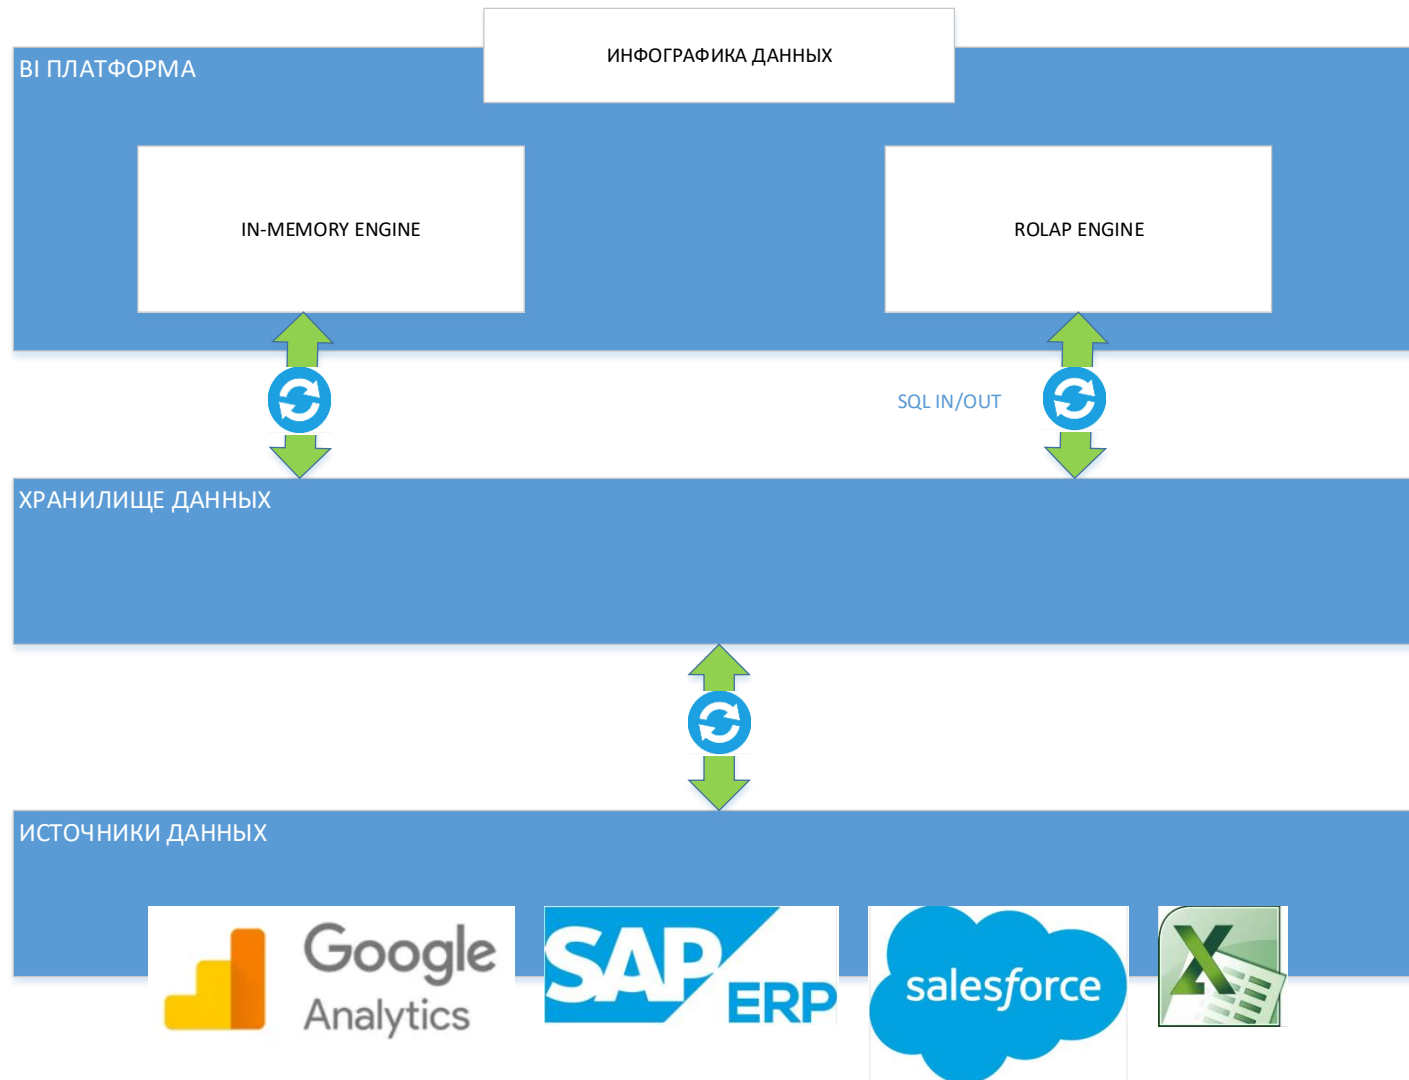 ИНФОГРАФИКА ДАННЫХ
BI ПЛАТФОРМА
IN-MEMORY ENGINE
ROLAP ENGINE
SQL IN/OUT
ХРАНИЛИЩЕ ДАННЫХ
ИСТОЧНИКИ ДАННЫХ
Google
Analytics
SAP
ERP
salesforce
X